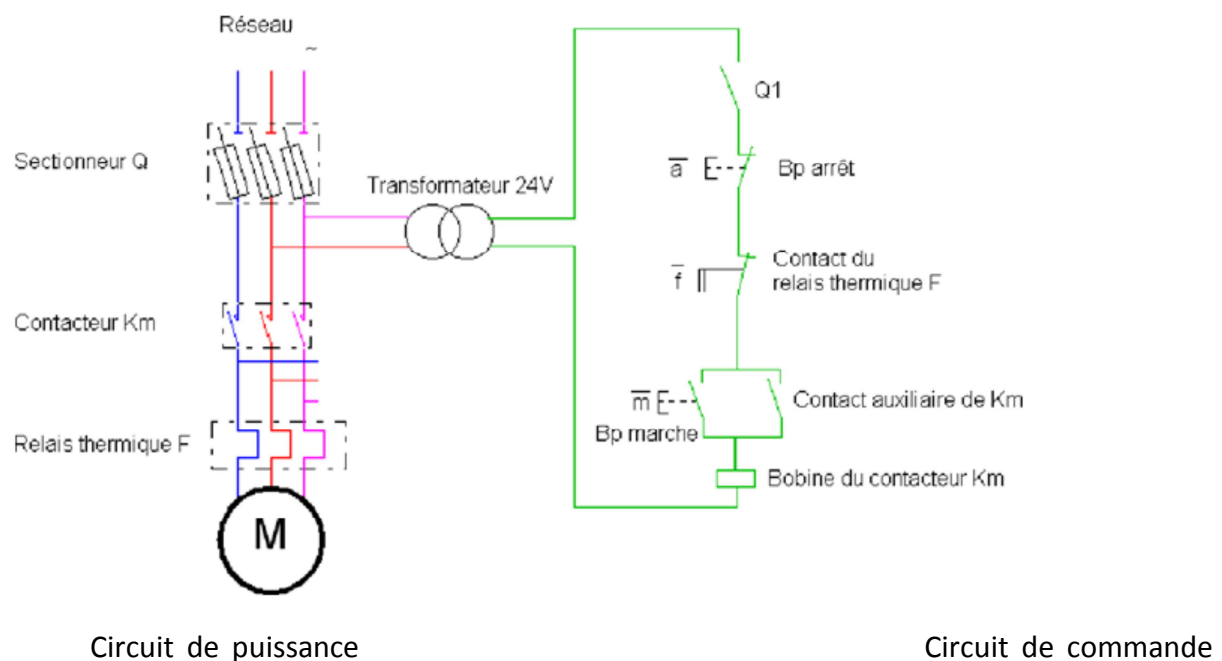 Réseau
~
Sectionneur Q
Transformateur 24V
Contacteur Km
Relais thermique F
M
Q1
a̅
Bp arrêt
f̅
Contact du
relais thermique F
m̅
Bp marche
Contact auxiliaire de Km
Bobine du contacteur Km
Circuit de puissance
Circuit de commande